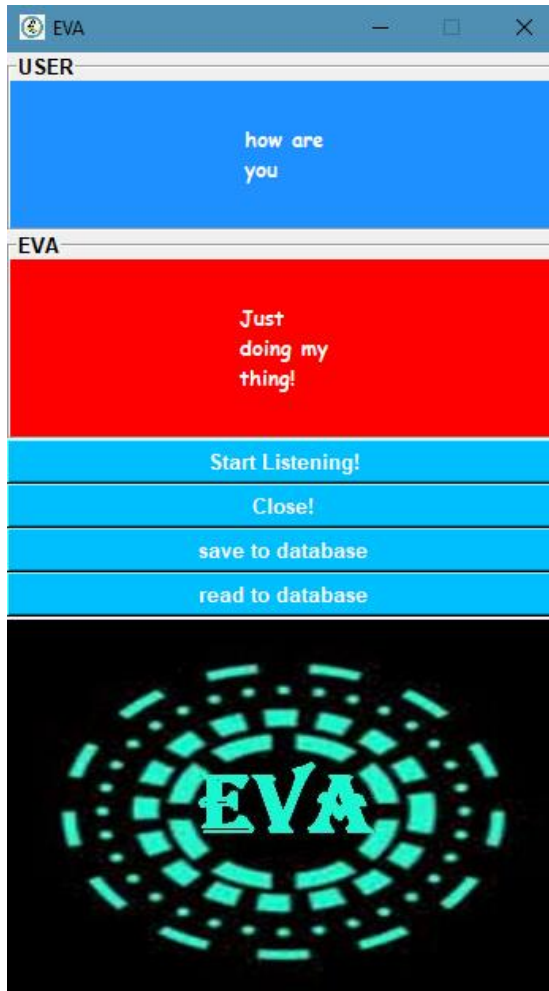 EVA
USER
how are
you
EVA
Just
doing my
thing!
Start Listening!
Close!
save to database
read to database
EVA